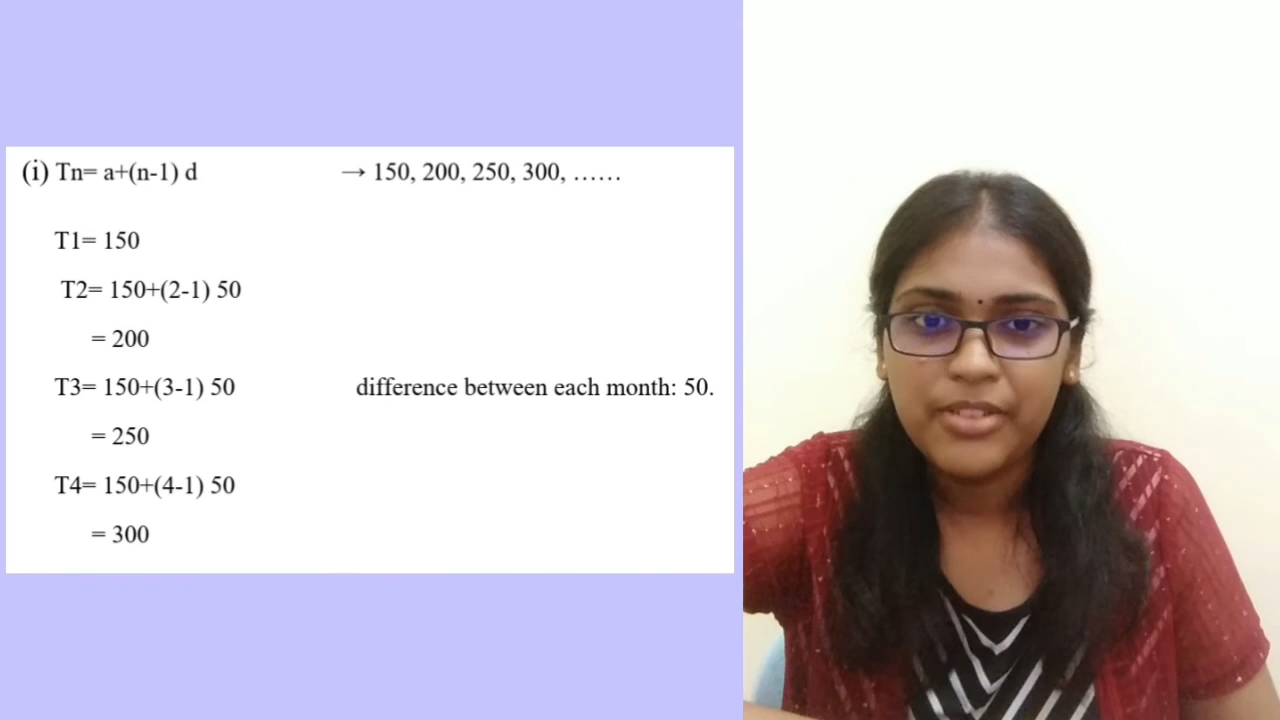 (i) Tn= a+(n-1) d → 150, 200, 250, 300, ……
T1= 150
T2= 150+(2-1) 50
= 200
T3= 150+(3-1) 50 difference between each month: 50.
= 250
T4= 150+(4-1) 50
= 300